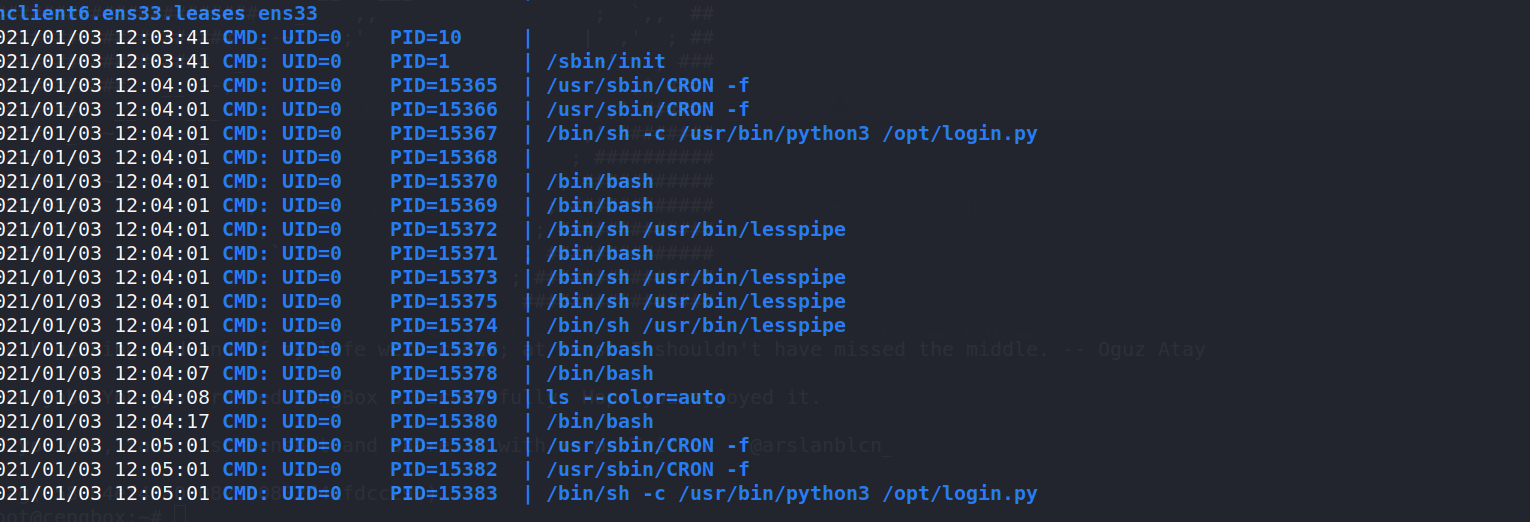 nclient6.ens33.leases ens33
021/01/03 12:03:41 CMD: UID=0 PID=10 |
021/01/03 12:03:41 CMD: UID=0 PID=1 | /sbin/init
021/01/03 12:04:01 CMD: UID=0 PID=15365 | /usr/sbin/CRON -f
021/01/03 12:04:01 CMD: UID=0 PID=15366 | /usr/sbin/CRON -f
021/01/03 12:04:01 CMD: UID=0 PID=15367 | /bin/sh -c /usr/bin/python3 /opt/login.py
021/01/03 12:04:01 CMD: UID=0 PID=15368 |
021/01/03 12:04:01 CMD: UID=0 PID=15370 | /bin/bash
021/01/03 12:04:01 CMD: UID=0 PID=15369 | /bin/bash
021/01/03 12:04:01 CMD: UID=0 PID=15372 | /bin/sh /usr/bin/lesspipe
021/01/03 12:04:01 CMD: UID=0 PID=15371 | /bin/bash
021/01/03 12:04:01 CMD: UID=0 PID=15373 | /bin/sh /usr/bin/lesspipe
021/01/03 12:04:01 CMD: UID=0 PID=15375 | /bin/sh /usr/bin/lesspipe
021/01/03 12:04:01 CMD: UID=0 PID=15374 | /bin/sh /usr/bin/lesspipe
021/01/03 12:04:01 CMD: UID=0 PID=15376 | /bin/bash
shouldn't have missed the middle. -- Oguz Atay
021/01/03 12:04:07 CMD: UID=0 PID=15378 | /bin/bash
021/01/03 12:04:08 CMD: UID=0 PID=15379 | ls --color=auto
it.
021/01/03 12:04:17 CMD: UID=0 PID=15380 | /bin/bash
021/01/03 12:05:01 CMD: UID=0 PID=15381 | /usr/sbin/CRON -f
@arslanblcn_
021/01/03 12:05:01 CMD: UID=0 PID=15382 | /usr/sbin/CRON -f
021/01/03 12:05:01 CMD: UID=0 PID=15383 | /bin/sh -c /usr/bin/python3 /opt/login.py
oot@cengbox:~#